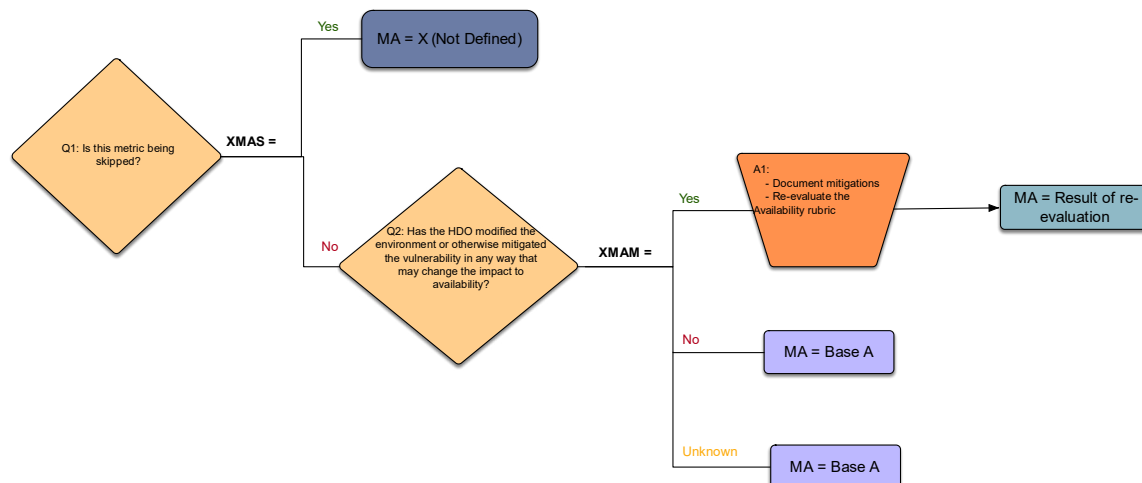 Yes
MA = X (Not Defined)
Q1: Is this metric being
skipped?
XMAS =
No
Q2: Has the HDO modified the
environment or otherwise mitigated
the vulnerability in any way that
may change the impact to
availability?
XMAM =
Yes
A1:
- Document mitigations
- Re-evaluate the
Availability rubric
MA = Result of re-
evaluation
No
MA = Base A
Unknown
MA = Base A